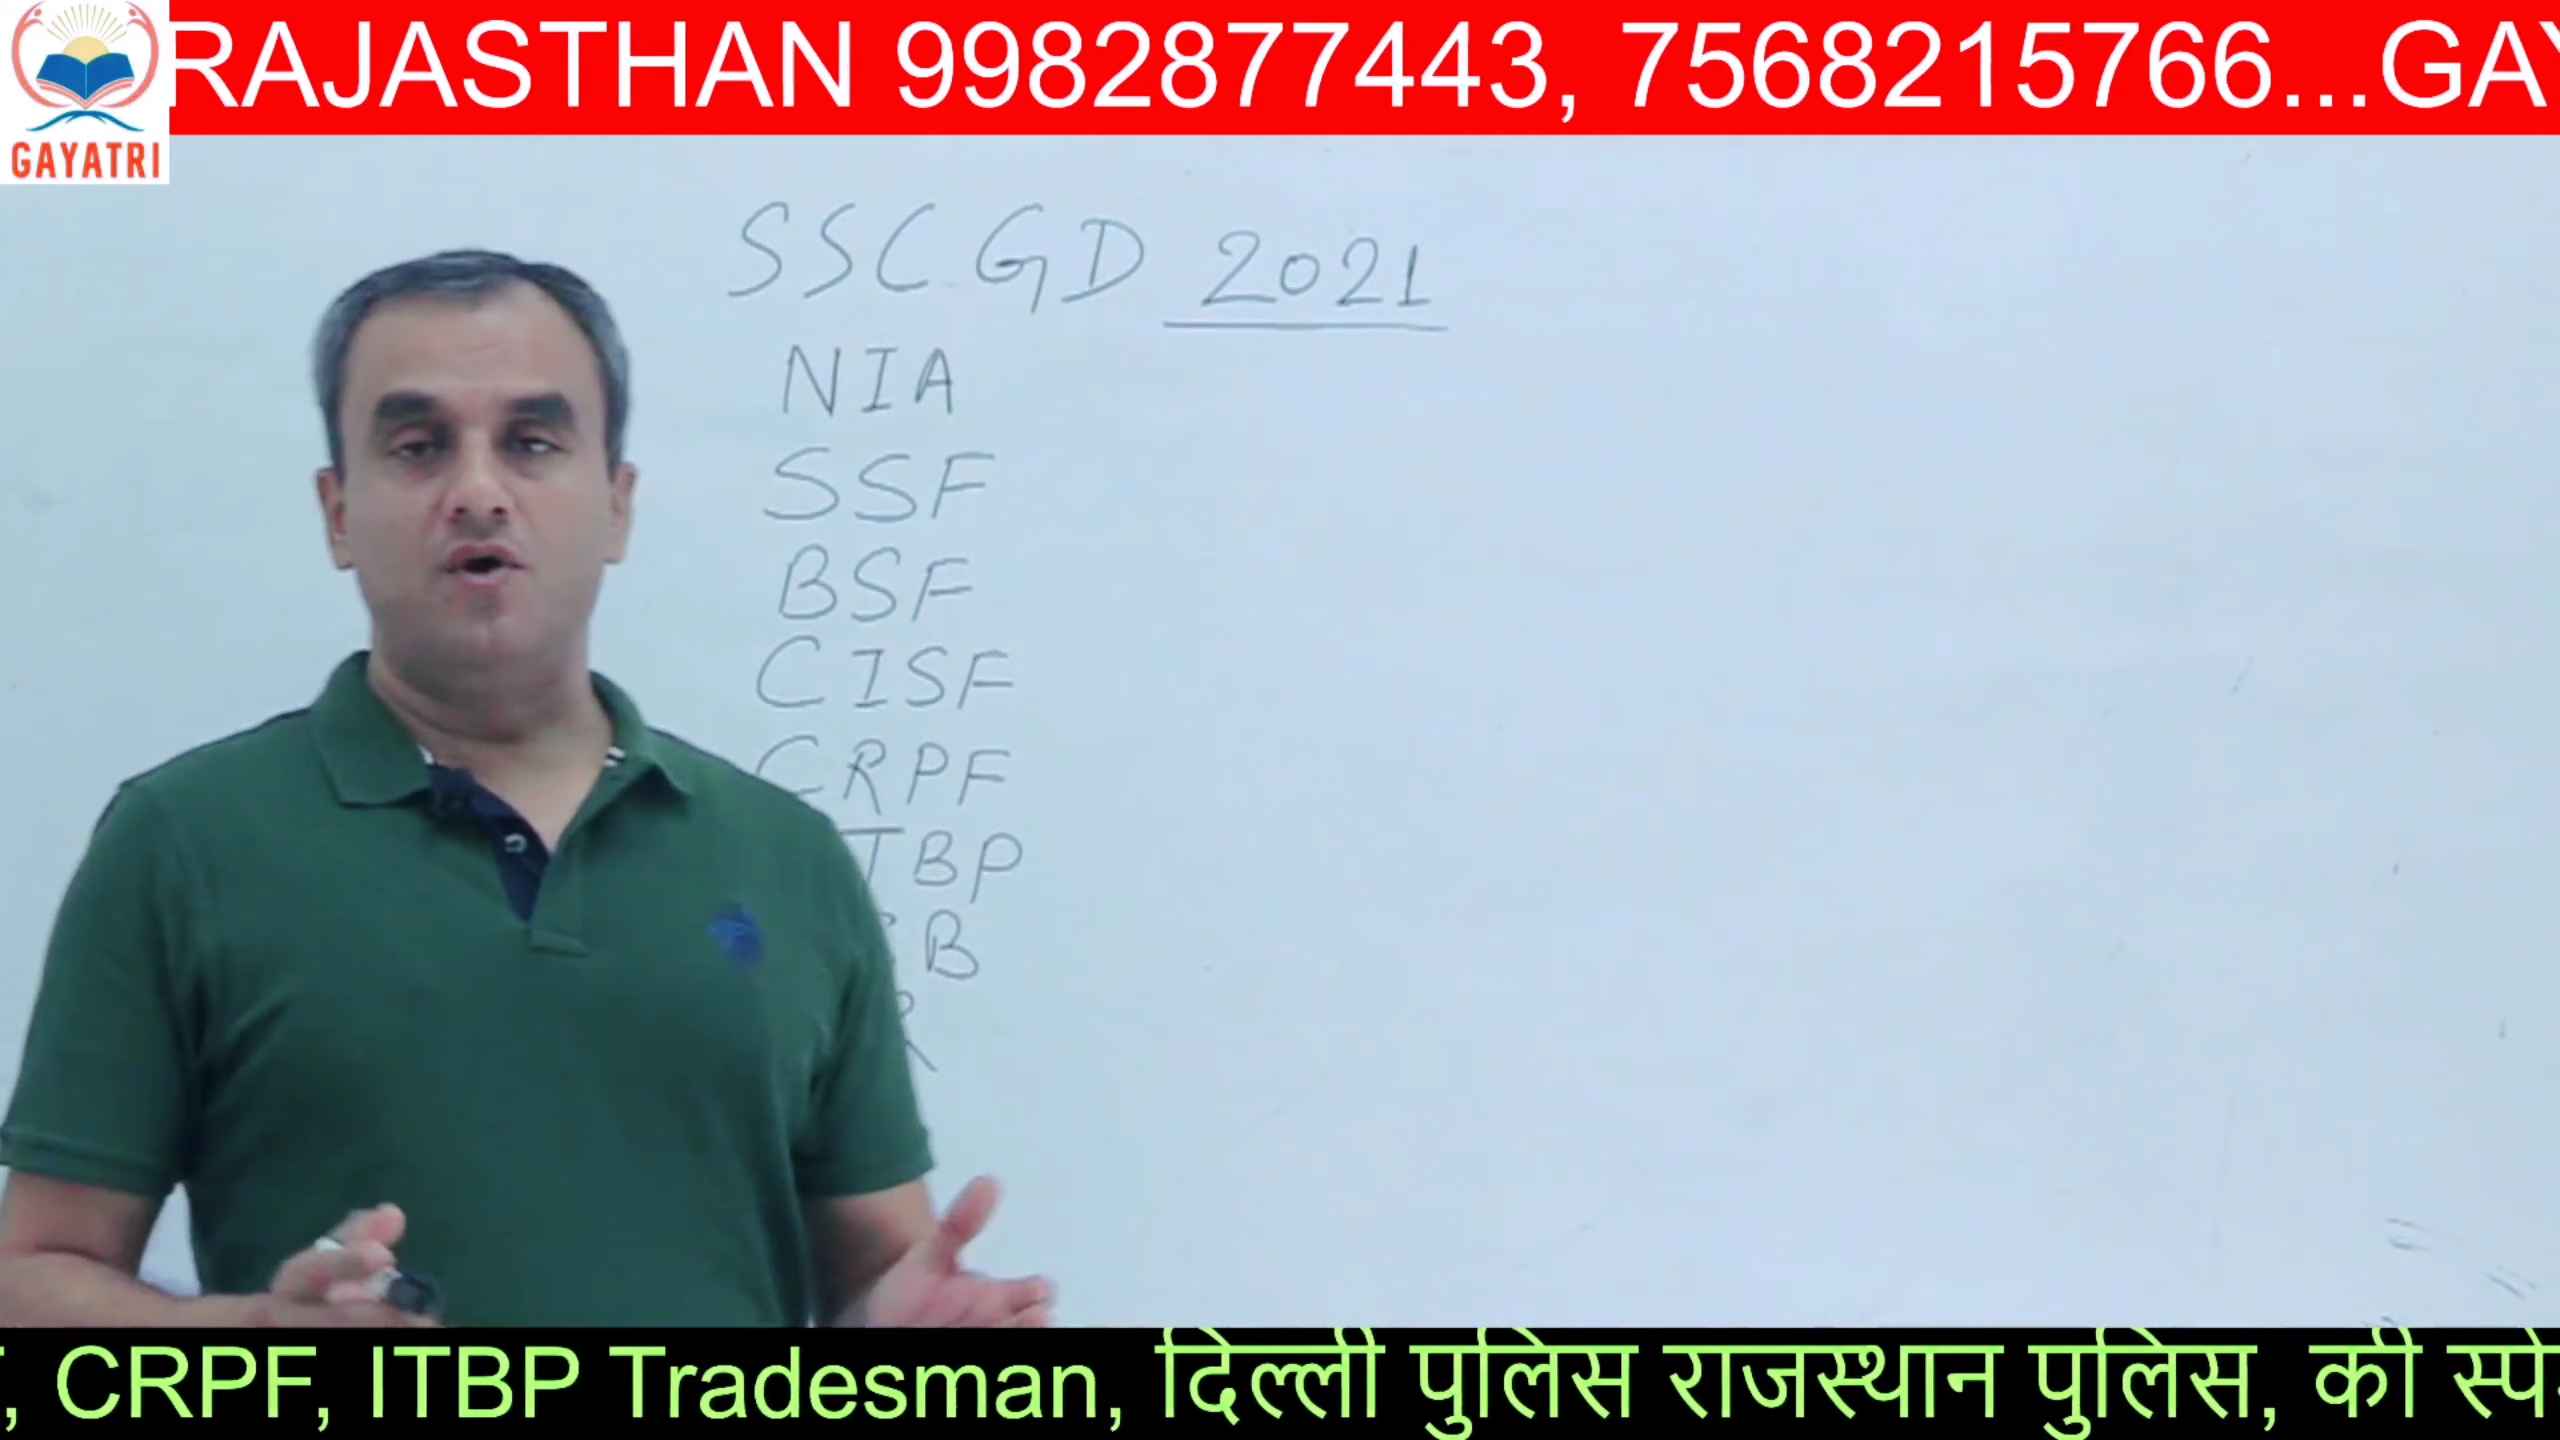 RAJASTHAN 9982877443, 7568215766...GAY
GAYATRI
SSC GD 2021
NIA
SSF
BSF
CISF
CRPF
TBP
B
, CRPF, ITBP Tradesman, दिल्ली पुलिस राजस्थान पुलिस, की स्पे